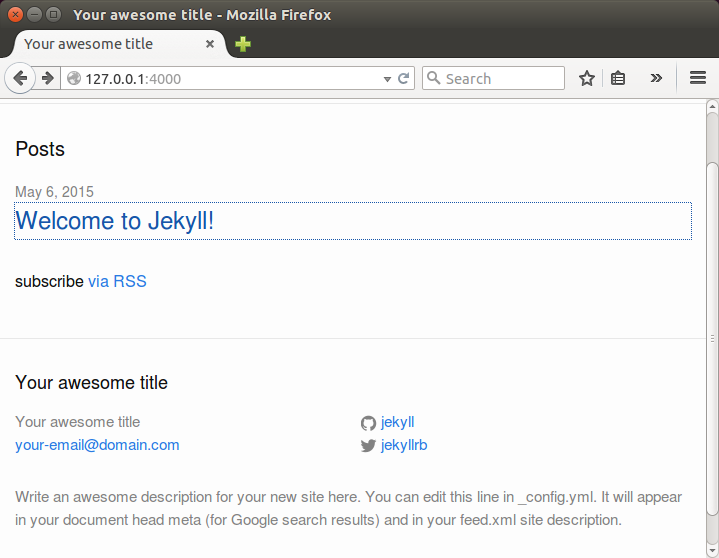 Your awesome title - Mozilla Firefox
Your awesome title
127.0.0.1:4000
Search
Posts
May 6, 2015
Welcome to Jekyll!
subscribe via RSS
Your awesome title
Your awesome title
your-email@domain.com
jekyll
jekyllrb
Write an awesome description for your new site here. You can edit this line in _config.yml. It will appear
in your document head meta (for Google search results) and in your feed.xml site description.